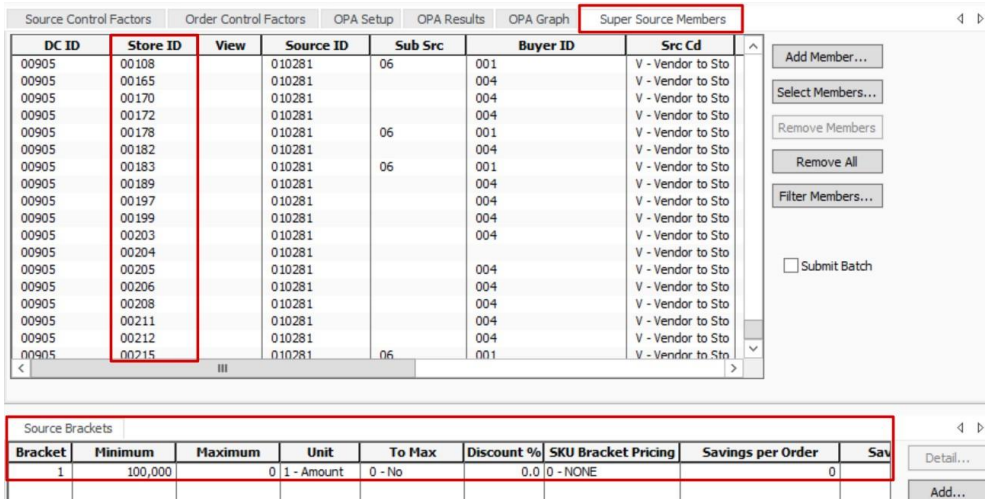 Source Control Factors Order Control Factors OPA Setup OPA Results OPA Graph Super Source Members
DC ID Store ID View Source ID Sub Src Buyer ID Src Cd
00905 00108 010281 06 001 V - Vendor to Sto
00905 00165 010281 004 V - Vendor to Sto
00905 00170 010281 004 V - Vendor to Sto
00905 00172 010281 004 V - Vendor to Sto
00905 00178 010281 06 001 V - Vendor to Sto
00905 00182 010281 004 V - Vendor to Sto
00905 00183 010281 06 001 V - Vendor to Sto
00905 00189 010281 004 V - Vendor to Sto
00905 00197 010281 004 V - Vendor to Sto
00905 00199 010281 004 V - Vendor to Sto
00905 00203 010281 004 V - Vendor to Sto
00905 00204 010281 V - Vendor to Sto
00905 00205 010281 004 V - Vendor to Sto
00905 00206 010281 004 V - Vendor to Sto
00905 00208 010281 004 V - Vendor to Sto
00905 00211 010281 004 V - Vendor to Sto
00905 00212 010281 004 V - Vendor to Sto
00905 00215 010281 06 001 V - Vendor to Sto
Add Member...
Select Members...
Remove Members
Remove All
Filter Members...
Submit Batch
Source Brackets
Bracket Minimum Maximum Unit To Max Discount % SKU Bracket Pricing Savings per Order Sav
1 100,000 0 1 - Amount 0 - No 0.0 0 - NONE 0
Detail...
Add...